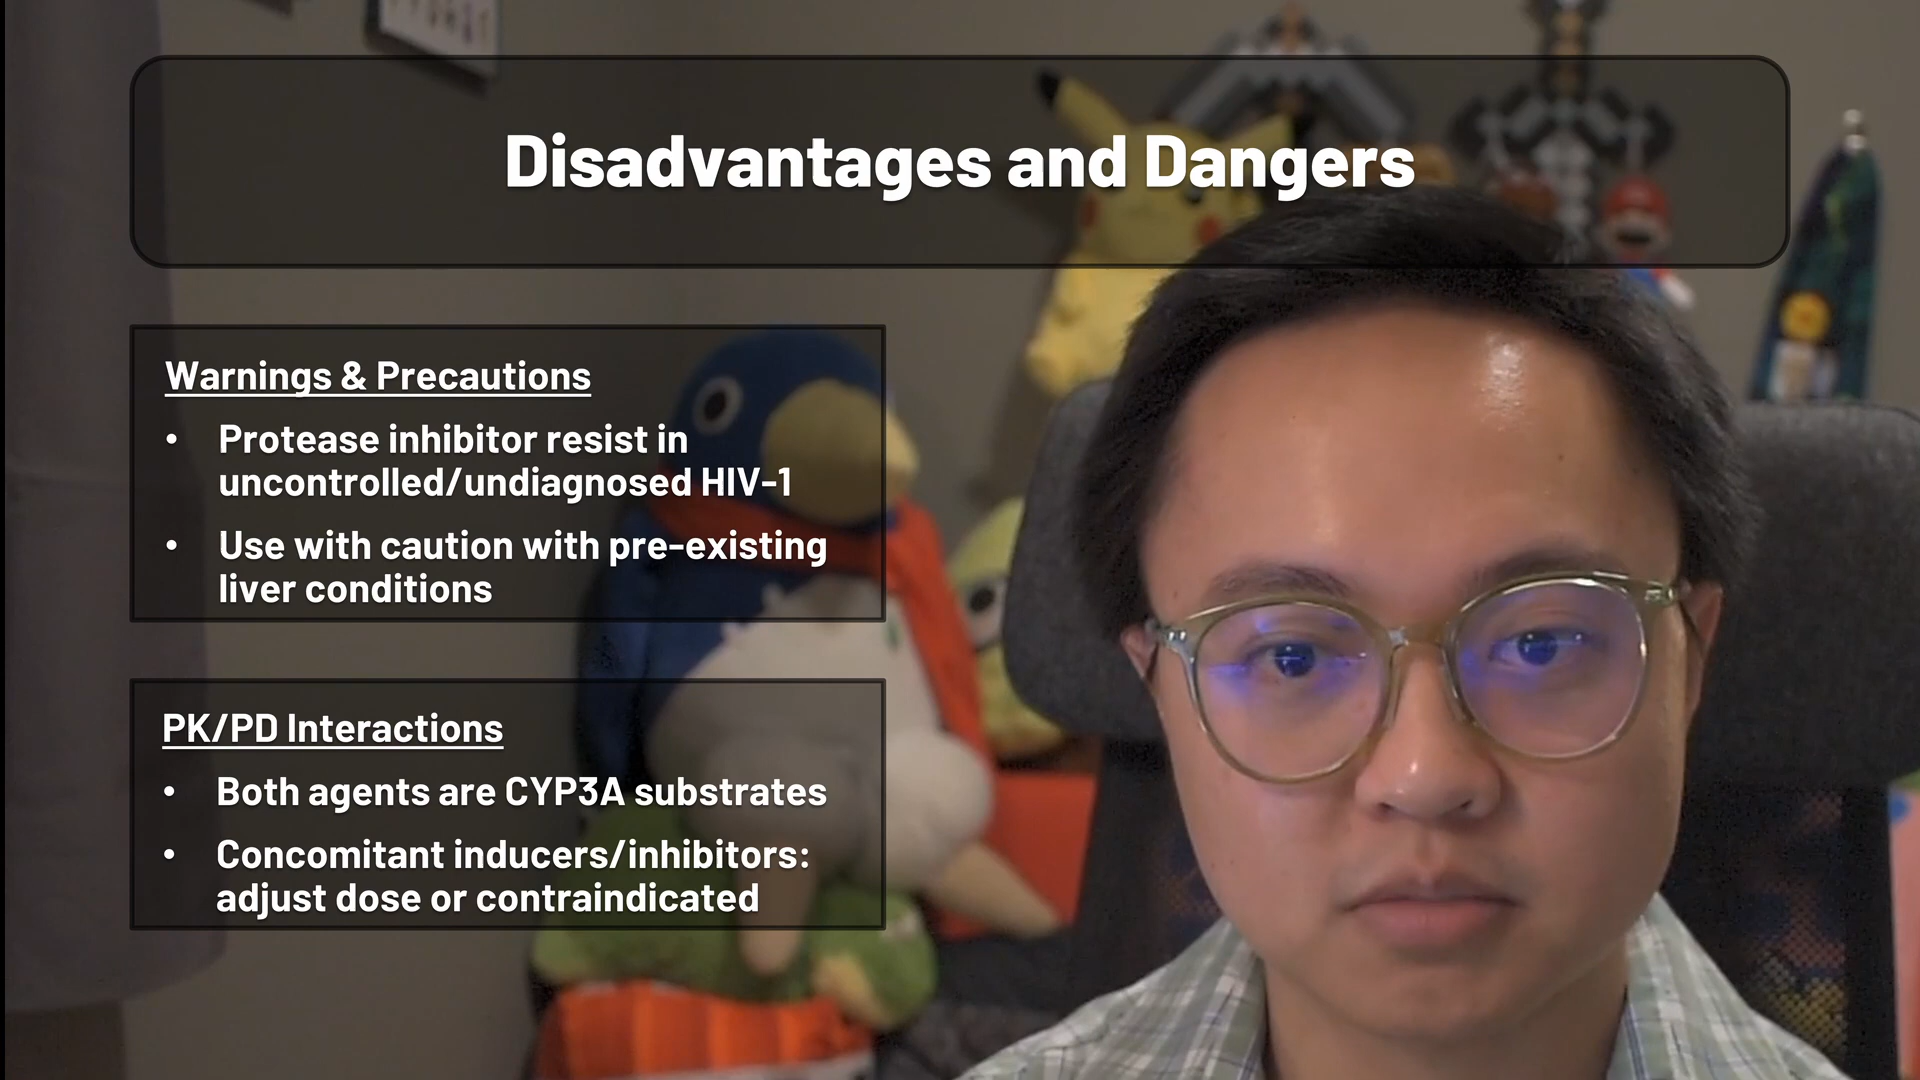 Disadvantages and Dangers
Warnings & Precautions
• Protease inhibitor resist in
uncontrolled/undiagnosed HIV-1
• Use with caution with pre-existing
liver conditions
PK/PD Interactions
• Both agents are CYP3A substrates
• Concomitant inducers/inhibitors:
adjust dose or contraindicated